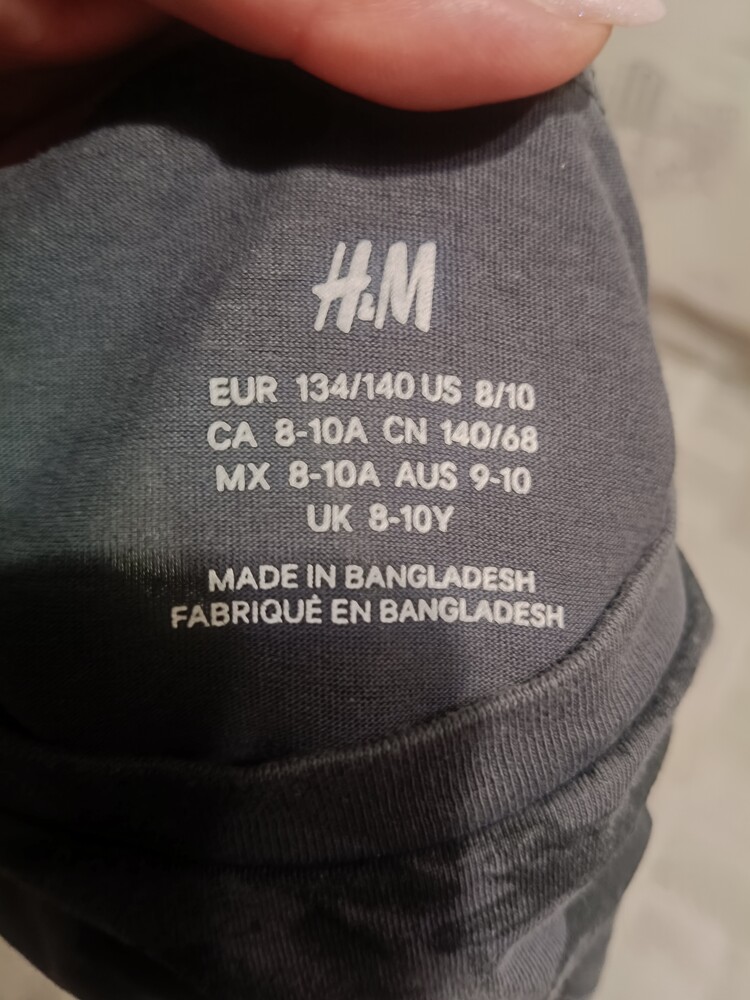 H&M
EUR 134/140 US 8/10
CA 8-10A CN 140/68
MX 8-10A AUS 9-10
UK 8-10Y
MADE IN BANGLADESH
FABRIQUÉ EN BANGLADESH